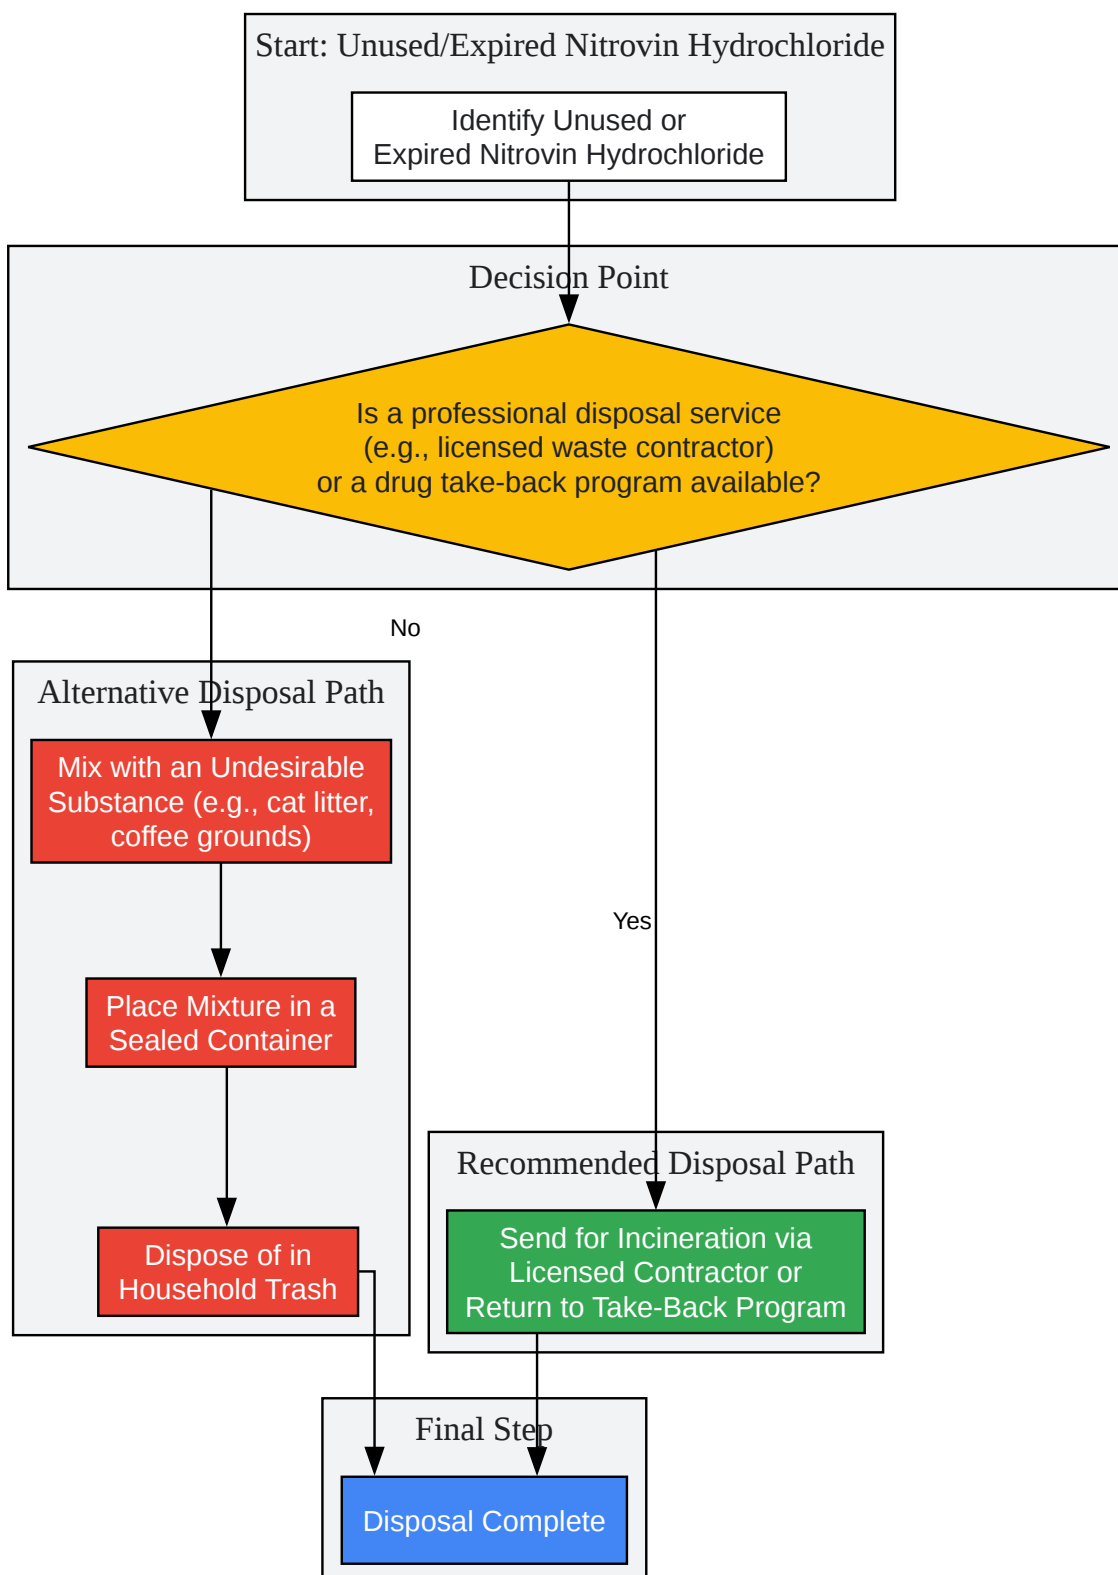 Start: Unused/Expired Nitrovin Hydrochloride
Identify Unused or
Expired Nitrovin Hydrochloride
Decision Point
Is a professional disposal service
(e.g., licensed waste contractor)
or a drug take-back program available?
No
Alternative Disposal Path
Mix with an Undesirable
Substance (e.g., cat litter,
coffee grounds)
Yes
Place Mixture in a
Sealed Container
Recommended Disposal Path
Dispose of in
Household Trash
Send for Incineration via
Licensed Contractor or
Return to Take-Back Program
Final Step
Disposal Complete